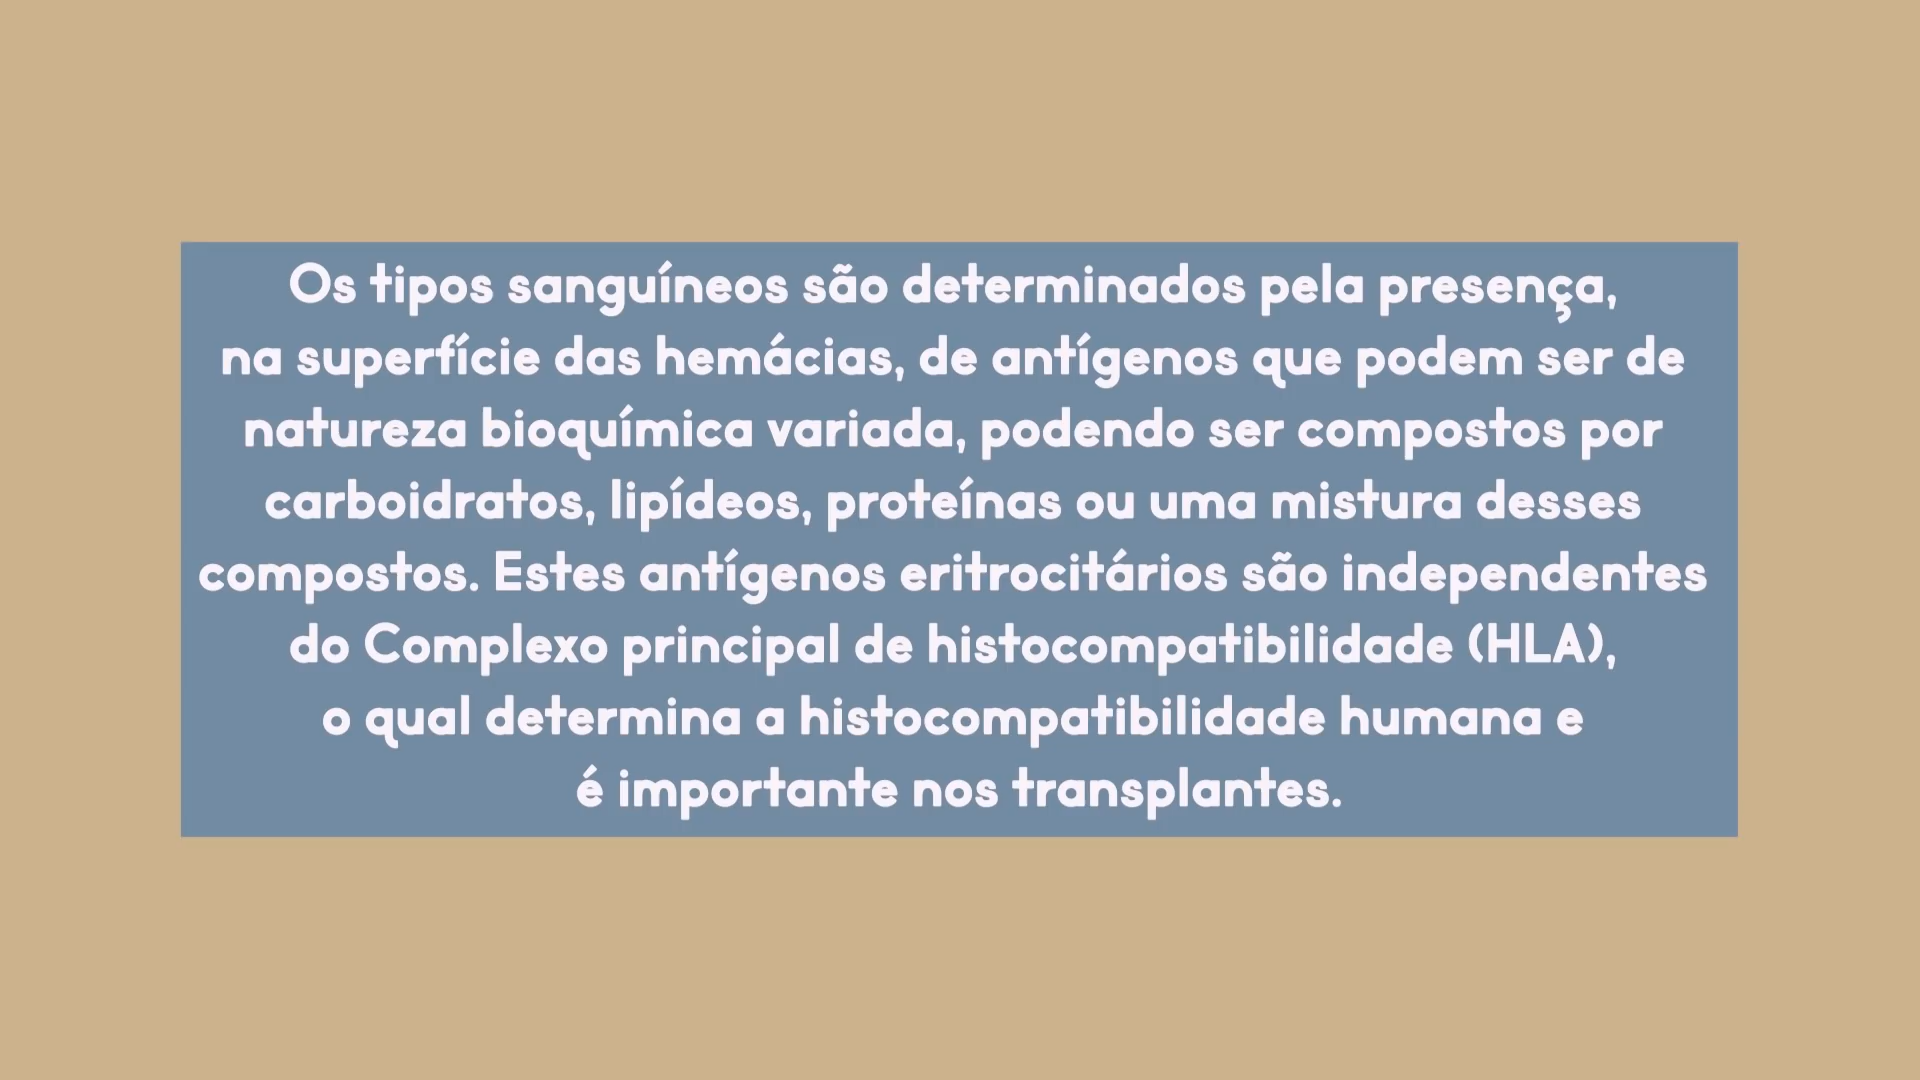 Os tipos sanguíneos são determinados pela presença,
na superfície das hemácias, de antígenos que podem ser de
natureza bioquímica variada, podendo ser compostos por
carboidratos, lipídeos, proteínas ou uma mistura desses
compostos. Estes antígenos eritrocitários são independentes
do Complexo principal de histocompatibilidade (HLA),
o qual determina a histocompatibilidade humana e
é importante nos transplantes.